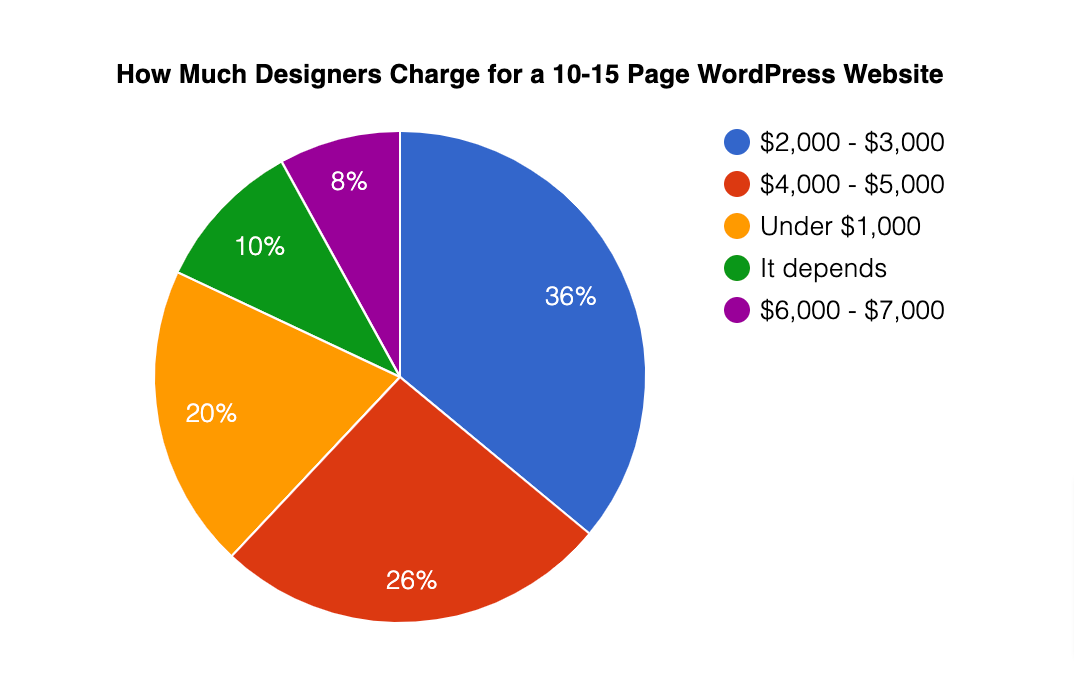 How Much Designers Charge for a 10-15 Page WordPress Website
$2,000 - $3,000
$4,000 - $5,000
Under $1,000
It depends
$6,000 - $7,000
8%
10%
36%
20%
26%